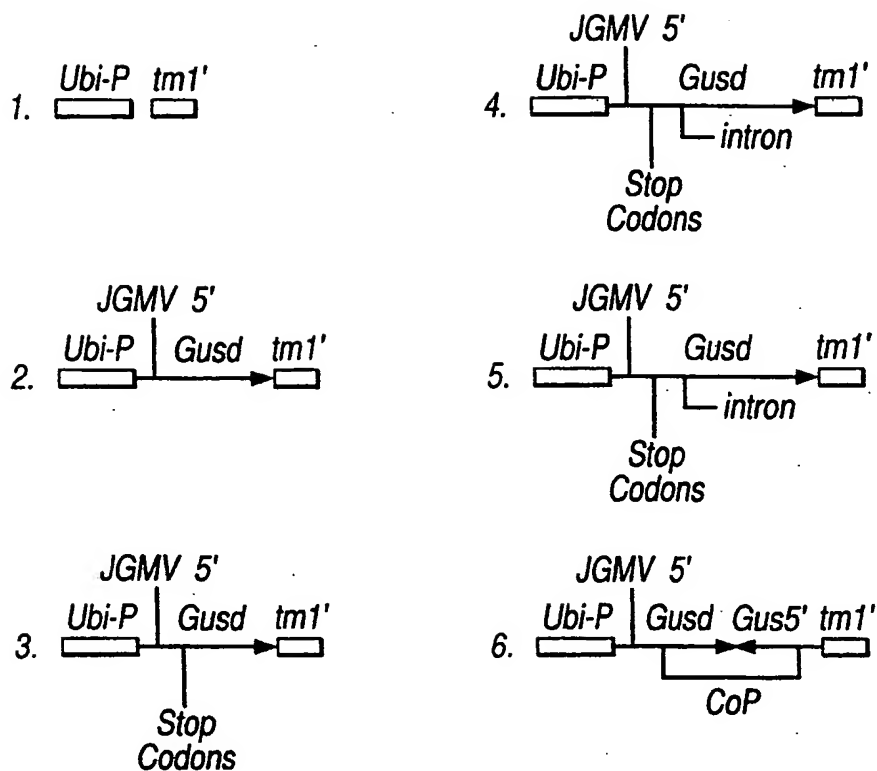 1.
Ubi-P tm1'
2.
JGMV 5'
Ubi-P Gusd tm1'
3.
JGMV 5'
Ubi-P Gusd tm1'
Stop
Codons
4.
JGMV 5'
Ubi-P Gusd tm1'
intron
Stop
Codons
5.
JGMV 5'
Ubi-P Gusd tm1'
intron
Stop
Codons
6.
JGMV 5'
Ubi-P Gusd Gus5' tm1'
CoP